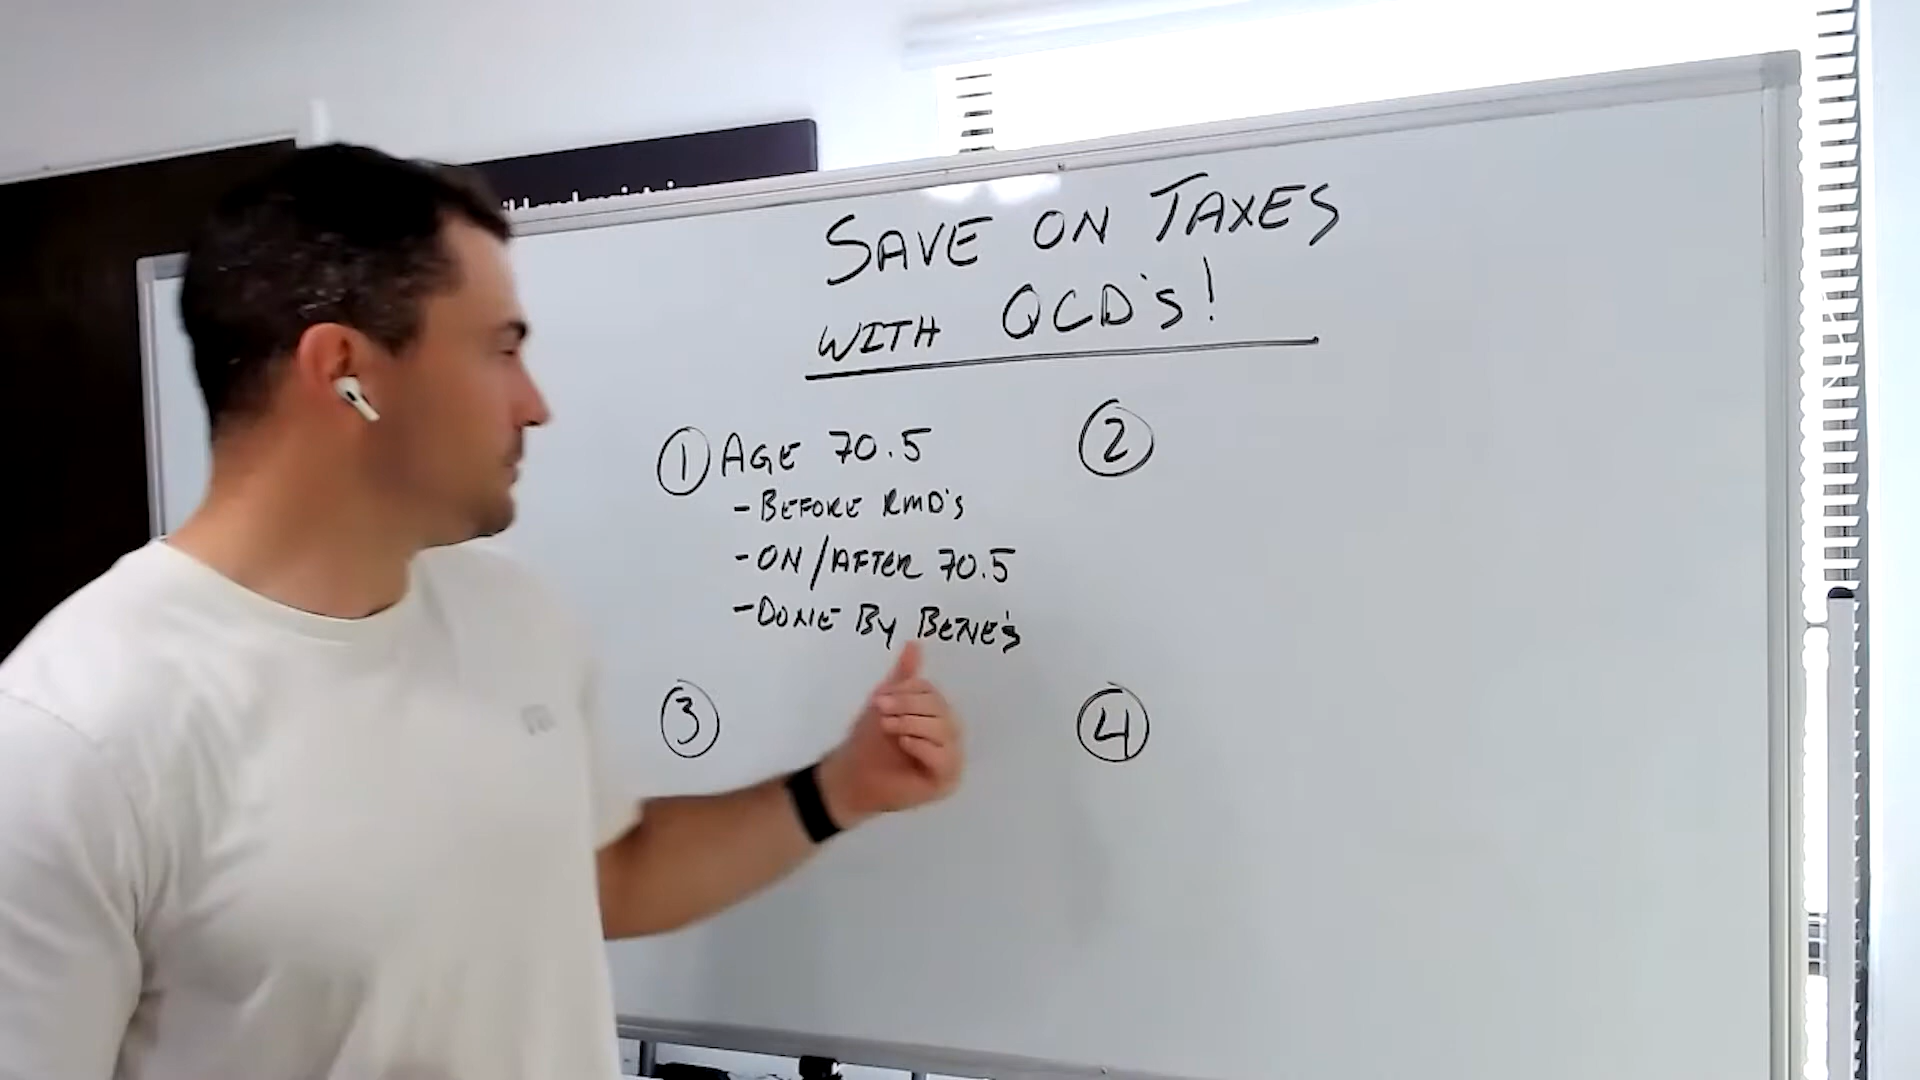 SAVE ON TAXES
WITH QCD's!
① AGE 70.5
- BEFORE RMD's
- ON/AFTER 70.5
- DONE BY BENE's
②
③
④